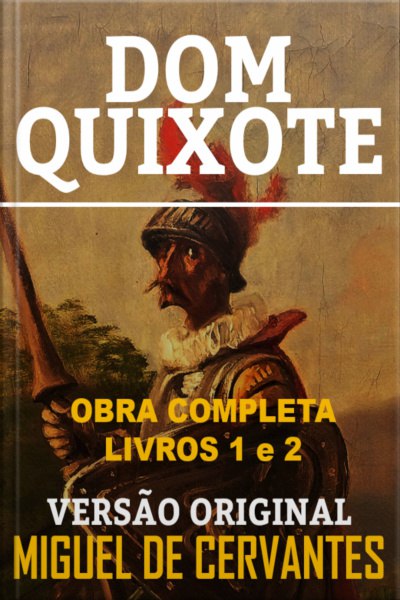 DOM
QUIXOTE
OBRA COMPLETA
LIVROS 1 e 2
VERSÃO ORIGINAL
MIGUEL DE CERVANTES